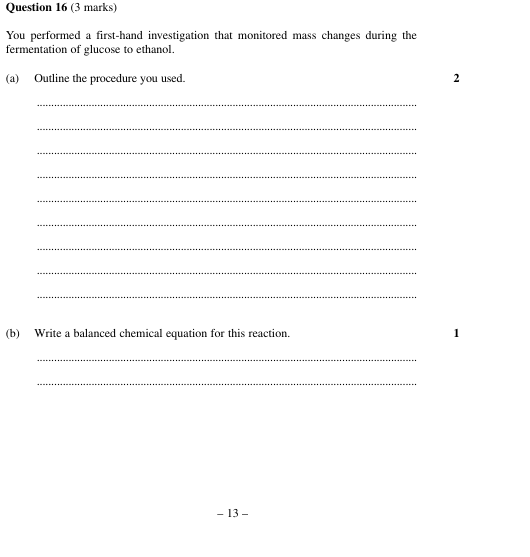 Question 16 (3 marks)
You performed a first-hand investigation that monitored mass changes during the
fermentation of glucose to ethanol.
(a) Outline the procedure you used. 2
(b) Write a balanced chemical equation for this reaction. 1
– 13 –